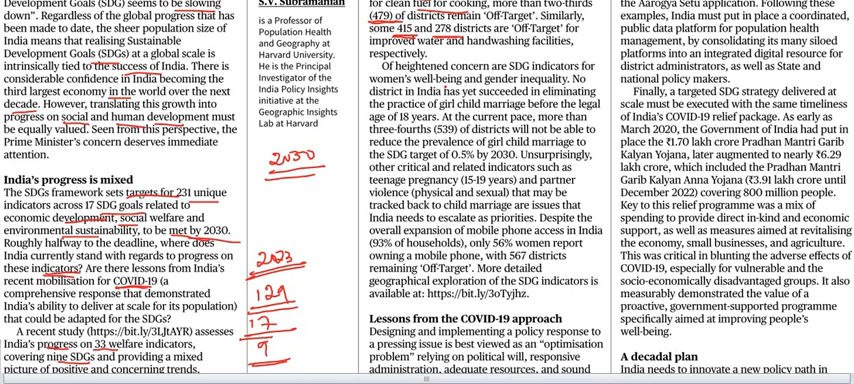 Development Goal (SDG) seems to be slowing
down". Regardless of the global progress that has
been made to date, the sheer population size of
India means that realising Sustainable
Development Goals (SDGs) at a global scale is
intrinsically tied to the success of India. There is
considerable confidence in India becoming the
third largest economy in the world over the next
decade. However, translating this growth into
progress on social and human development must
be equally valued. Seen from this perspective, the
Prime Minister's concern deserves immediate
attention.
India's progress is mixed
The SDGs framework sets targets for 231 unique
indicators across 17 SDG goals related to
economic development, social welfare and
environmental sustainability, to be met by 2030.
Roughly halfway to the deadline, where does
India currently stand with regards to progress on
these indicators? Are there lessons from India's
recent mobilisation for COVID-19 (a
comprehensive response that demonstrated
India's ability to deliver at scale for its population)
that could be adapted for the SDGs?
A recent study (https://bit.ly/3LJtAYR) assesses
India's progress on 33 welfare indicators,
covering nine SDGs and providing a mixed
picture of positive and concerning trends.
S.V. Subramanian
is a Professor of
Population Health
and Geography at
Harvard University.
He is the Principal
Investigator of the
India Policy Insights
initiative at the
Geographic Insights
Lab at Harvard
2030
2023
129
17
9
for clean fuel for cooking, more than two-thirds
(479) of districts remain 'Off-Target'. Similarly,
some 415 and 278 districts are 'Off-Target' for
improved water and handwashing facilities,
respectively.
Of heightened concern are SDG indicators for
women's well-being and gender inequality. No
district in India has yet succeeded in eliminating
the practice of girl child marriage before the legal
age of 18 years. At the current pace, more than
three-fourths (539) of districts will not be able to
reduce the prevalence of girl child marriage to
the SDG target of 0.5% by 2030. Unsurprisingly,
other critical and related indicators such as
teenage pregnancy (15-19 years) and partner
violence (physical and sexual) that may be
tracked back to child marriage are issues that
India needs to escalate as priorities. Despite the
overall expansion of mobile phone access in India
(93% of households), only 56% women report
owning a mobile phone, with 567 districts
remaining 'Off-Target'. More detailed
geographical exploration of the SDG indicators is
available at: https://bit.ly/3oTyjhz.
Lessons from the COVID-19 approach
Designing and implementing a policy response to
a pressing issue is best viewed as an "optimisation
problem" relying on political will, responsive
administration, adequate resources, and sound
the Aarogya Setu application. Following these
examples, India must put in place a coordinated,
public data platform for population health
management, by consolidating its many siloed
platforms into an integrated digital resource for
district administrators, as well as State and
national policy makers.
Finally, a targeted SDG strategy delivered at
scale must be executed with the same timeliness
of India's COVID-19 relief package. As early as
March 2020, the Government of India had put in
place the ₹1.70 lakh crore Pradhan Mantri Garib
Kalyan Yojana, later augmented to nearly ₹6.29
lakh crore, which included the Pradhan Mantri
Garib Kalyan Anna Yojana (₹3.91 lakh crore until
December 2022) covering 800 million people.
Key to this relief programme was a mix of
spending to provide direct in-kind and economic
support, as well as measures aimed at revitalising
the economy, small businesses, and agriculture.
This was critical in blunting the adverse effects of
COVID-19, especially for vulnerable and the
socio-economically disadvantaged groups. It also
measurably demonstrated the value of a
proactive, government-supported programme
specifically aimed at improving people's
well-being.
A decadal plan
India needs to innovate a new policy path in